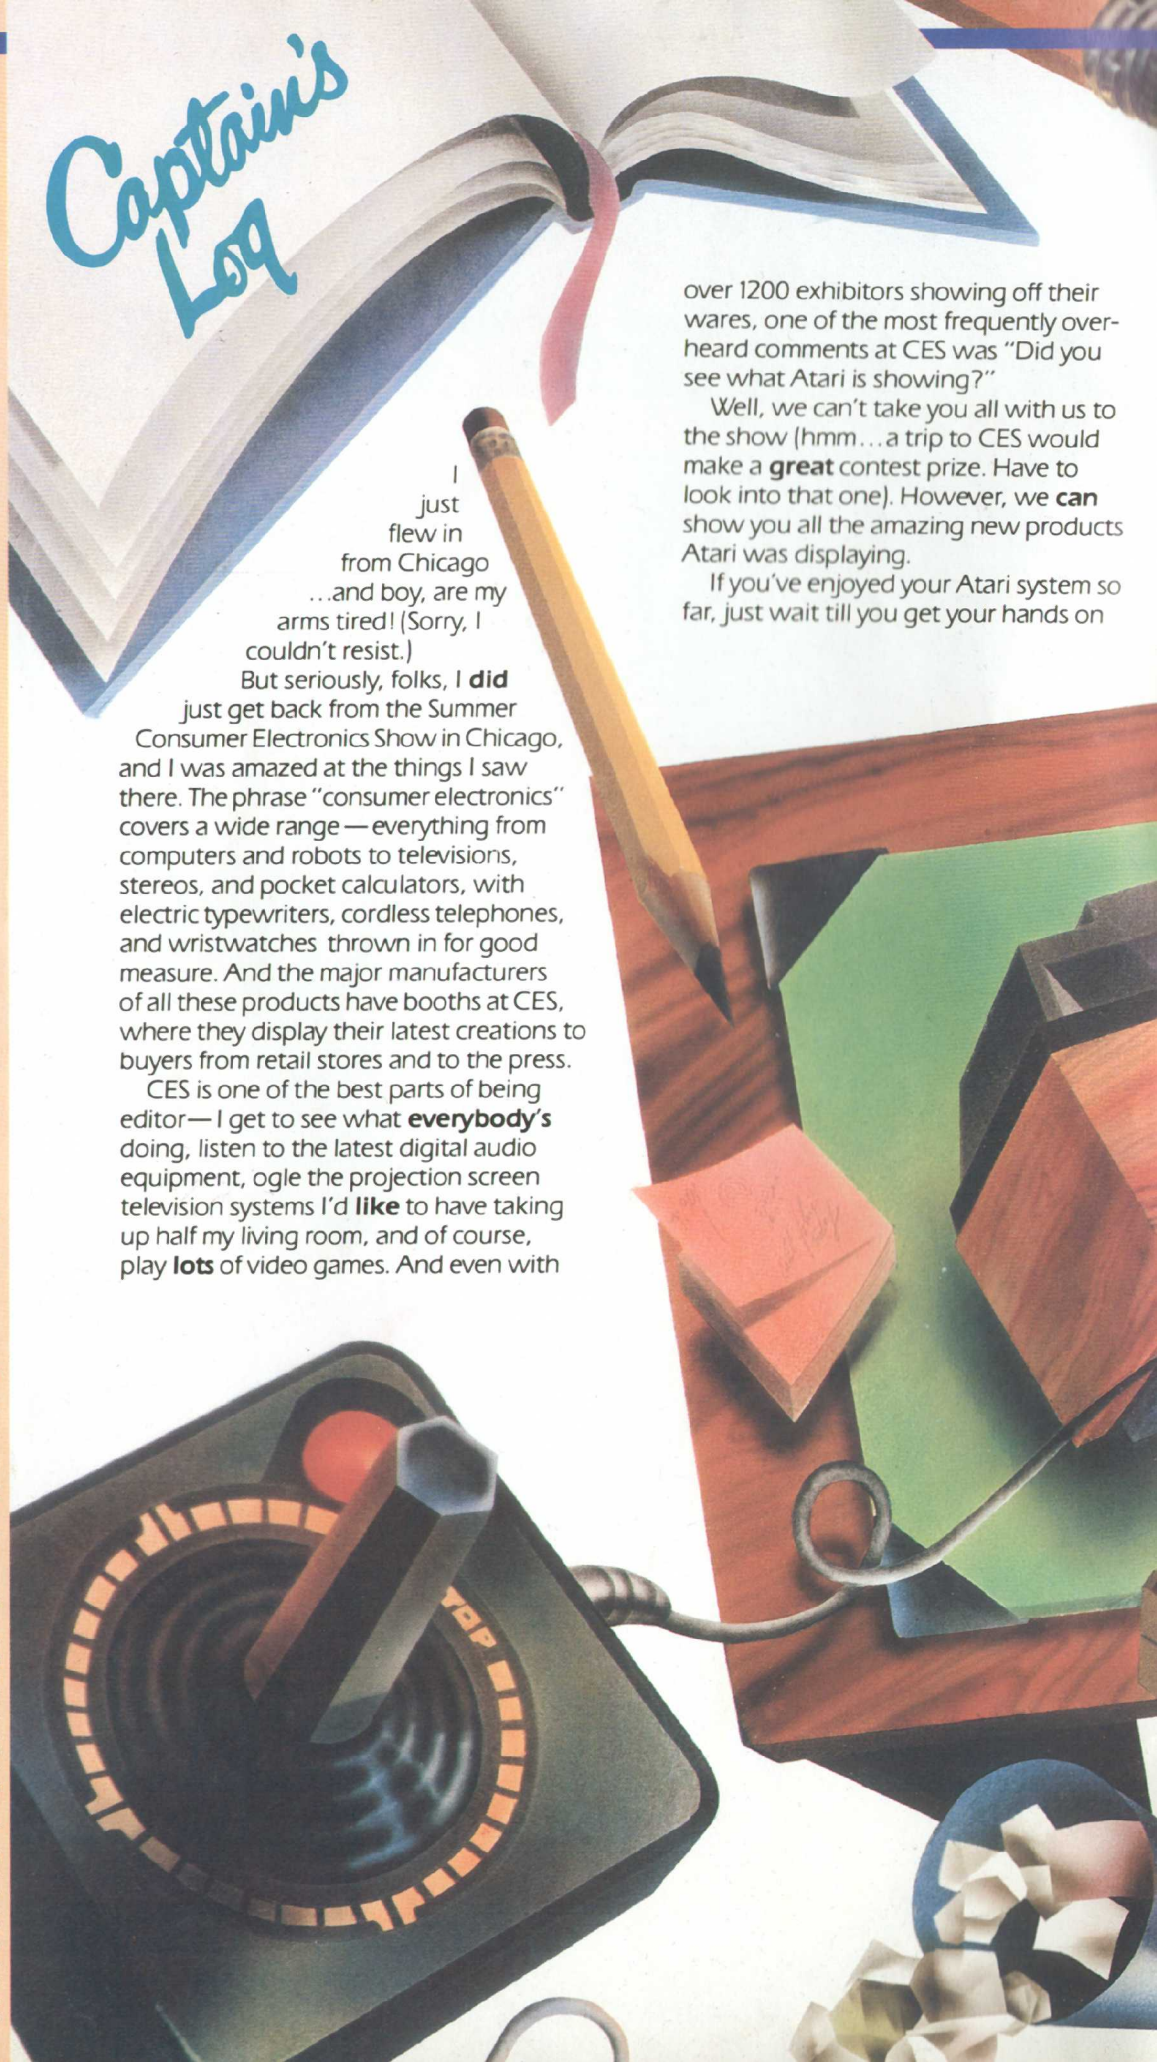 Captain's
Log
I
just
flew in
from Chicago
...and boy, are my
arms tired! (Sorry, I
couldn't resist.)
But seriously, folks, I did
just get back from the Summer
Consumer Electronics Show in Chicago,
and I was amazed at the things I saw
there. The phrase "consumer electronics"
covers a wide range—everything from
computers and robots to televisions,
stereos, and pocket calculators, with
electric typewriters, cordless telephones,
and wristwatches thrown in for good
measure. And the major manufacturers
of all these products have booths at CES,
where they display their latest creations to
buyers from retail stores and to the press.
CES is one of the best parts of being
editor—I get to see what everybody's
doing, listen to the latest digital audio
equipment, ogle the projection screen
television systems I'd like to have taking
up half my living room, and of course,
play lots of video games. And even with
over 1200 exhibitors showing off their
wares, one of the most frequently over-
heard comments at CES was "Did you
see what Atari is showing?"
Well, we can't take you all with us to
the show (hmm...a trip to CES would
make a great contest prize. Have to
look into that one). However, we can
show you all the amazing new products
Atari was displaying.
If you've enjoyed your Atari system so
far, just wait till you get your hands on
TOP